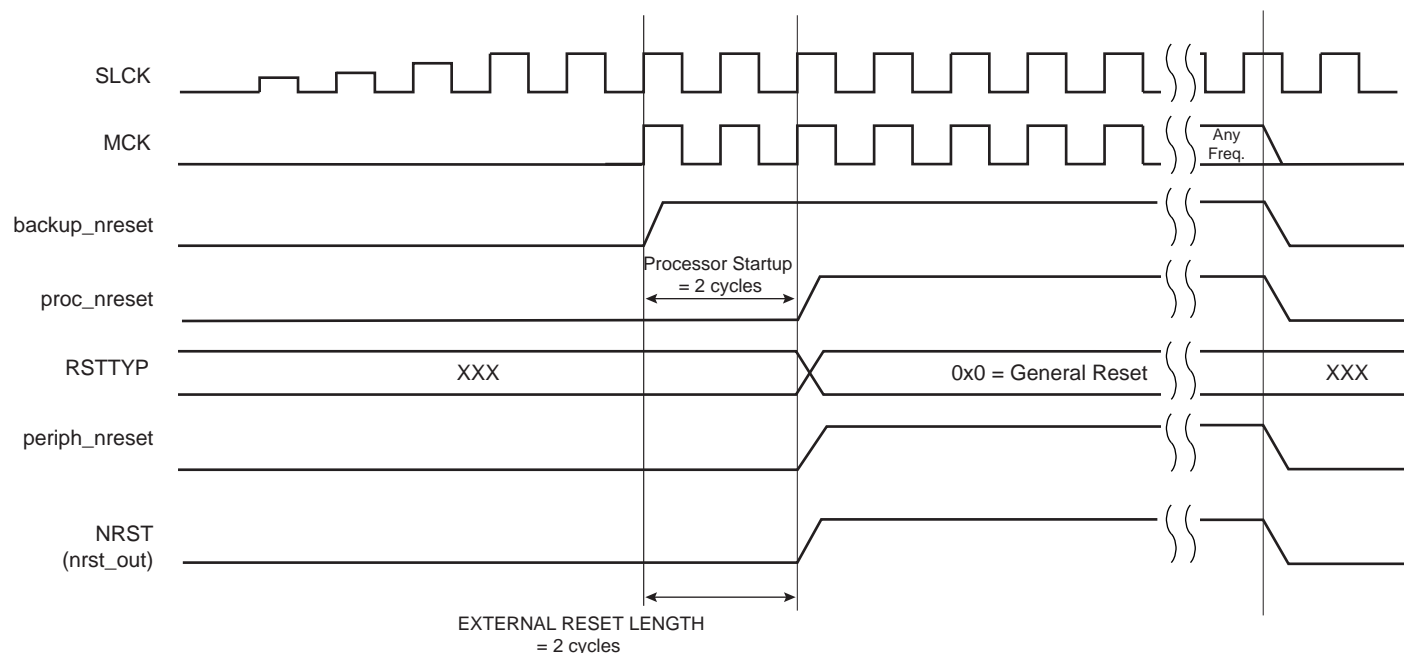 SLCK
MCK
Any
Freq.
backup_nreset
Processor Startup
= 2 cycles
proc_nreset
RSTTYP
XXX
0x0 = General Reset
XXX
periph_nreset
NRST
(nrst_out)
EXTERNAL RESET LENGTH
= 2 cycles